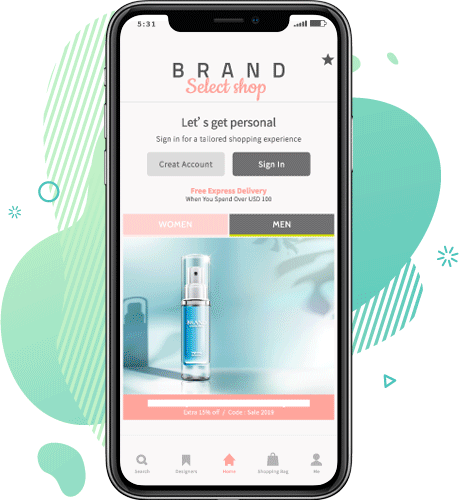 5:31
BRAND
Select shop
Let's get personal
Sign in for a tailored shopping experience
Creat Account
Sign In
Free Express Delivery
When You Spend Over USD 100
WOMEN
MEN
BRAND
Extra 15% off / Code: Sale 2019
Search
Designers
Home
Shopping Bag
Me